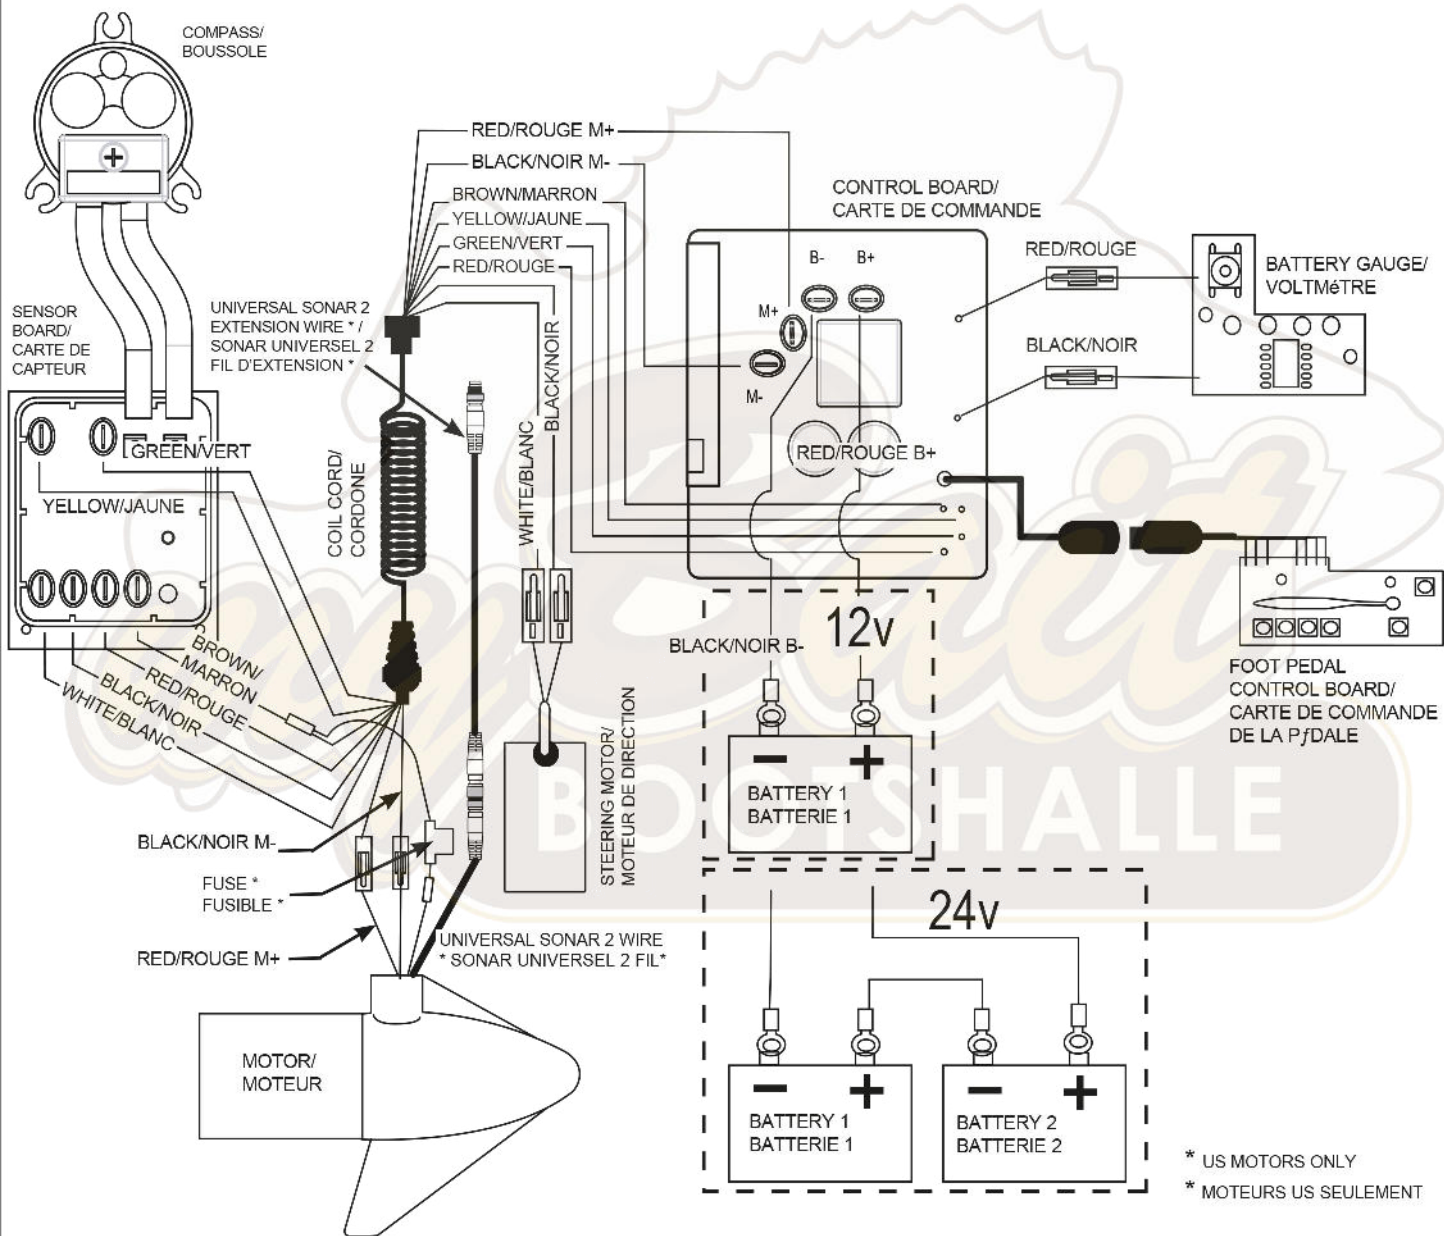 COMPASS/
BOUSSOLE
RED/ROUGE M+
BLACK/NOIR M-
BROWN/MARRON
YELLOW/JAUNE
GREEN/VERT
RED/ROUGE
CONTROL BOARD/
CARTE DE COMMANDE
B- B+
M+
M-
RED/ROUGE B+
RED/ROUGE
BLACK/NOIR
BATTERY GAUGE/
VOLTMéTRE
SENSOR
BOARD/
CARTE DE
CAPTEUR
UNIVERSAL SONAR 2
EXTENSION WIRE * /
SONAR UNIVERSEL 2
FIL D'EXTENSION *
GREEN/VERT
YELLOW/JAUNE
COIL CORD/
CORDONE
WHITE/BLANC
BLACK/NOIR
BROWN/
MARRON
RED/ROUGE
BLACK/NOIR
WHITE/BLANC
BLACK/NOIR B-
12v
FOOT PEDAL
CONTROL BOARD/
CARTE DE COMMANDE
DE LA PƒDALE
STEERING MOTOR/
MOTEUR DE DIRECTION
BATTERY 1
BATTERIE 1
BLACK/NOIR M-
FUSE *
FUSIBLE *
RED/ROUGE M+
UNIVERSAL SONAR 2 WIRE
* SONAR UNIVERSEL 2 FIL*
24v
MOTOR/
MOTEUR
BATTERY 1
BATTERIE 1
BATTERY 2
BATTERIE 2
* US MOTORS ONLY
* MOTEURS US SEULEMENT
BOOTSHALLE